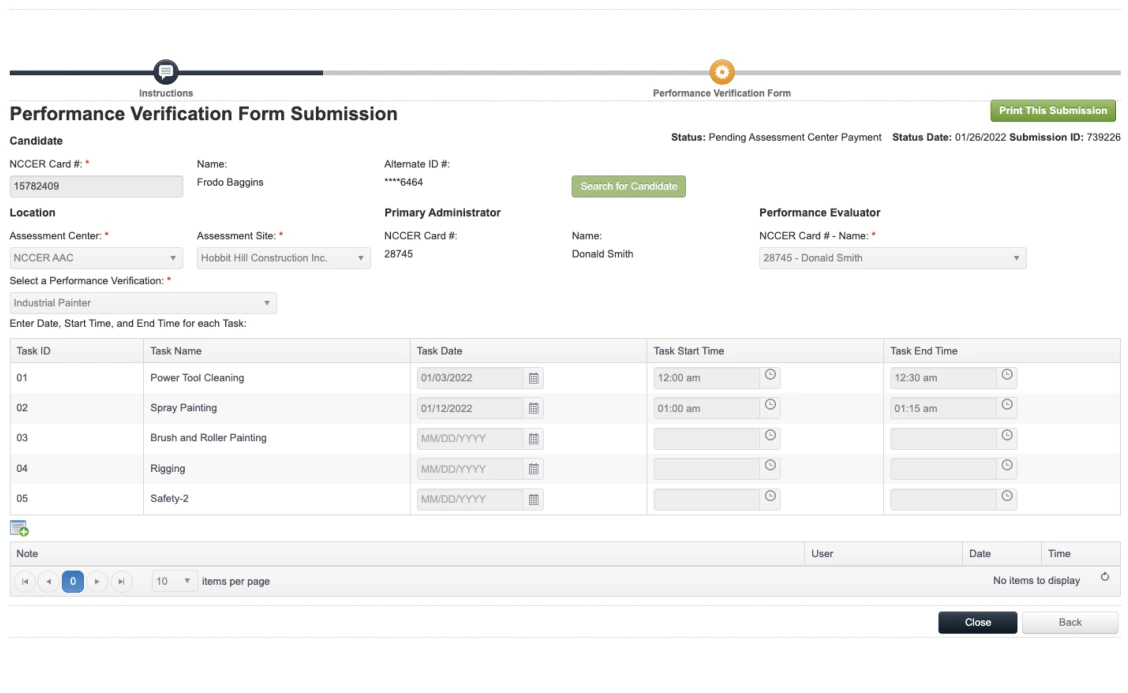 Instructions
Performance Verification Form
Performance Verification Form Submission
Print This Submission
Status: Pending Assessment Center Payment Status Date: 01/26/2022 Submission ID: 739226
Candidate
NCCER Card #: * Name: Alternate ID #:
15782409 Frodo Baggins ****6464 Search for Candidate
Location Primary Administrator Performance Evaluator
Assessment Center: * Assessment Site: * NCCER Card #: Name: NCCER Card # - Name: *
NCCER AAC Hobbit Hill Construction Inc. 28745 Donald Smith 28745 - Donald Smith
Select a Performance Verification: *
Industrial Painter
Enter Date, Start Time, and End Time for each Task:
Task ID Task Name Task Date Task Start Time Task End Time
01 Power Tool Cleaning 01/03/2022 12:00 am 12:30 am
02 Spray Painting 01/12/2022 01:00 am 01:15 am
03 Brush and Roller Painting MM/DD/YYYY
04 Rigging MM/DD/YYYY
05 Safety-2 MM/DD/YYYY
Note User Date Time
0 10 items per page No items to display
Close Back